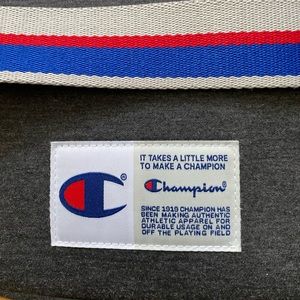 IT TAKES A LITTLE MORE
TO MAKE A CHAMPION
Champion®
SINCE 1919 CHAMPION HAS
BEEN MAKING AUTHENTIC
ATHLETIC APPAREL FOR
DURABLE USAGE ON AND
OFF THE PLAYING FIELD